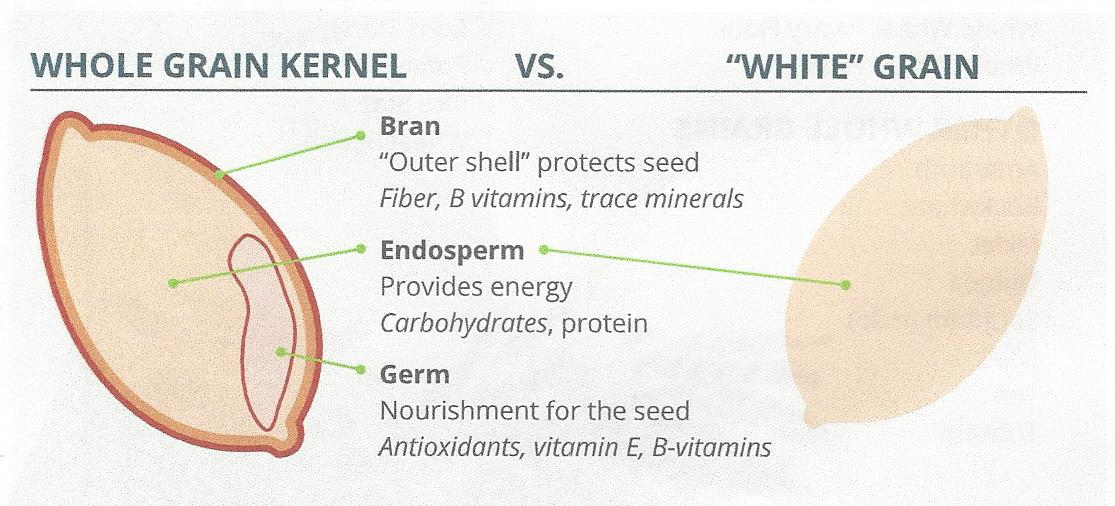 WHOLE GRAIN KERNEL VS. “WHITE” GRAIN
Bran
“Outer shell” protects seed
Fiber, B vitamins, trace minerals
Endosperm
Provides energy
Carbohydrates, protein
Germ
Nourishment for the seed
Antioxidants, vitamin E, B-vitamins